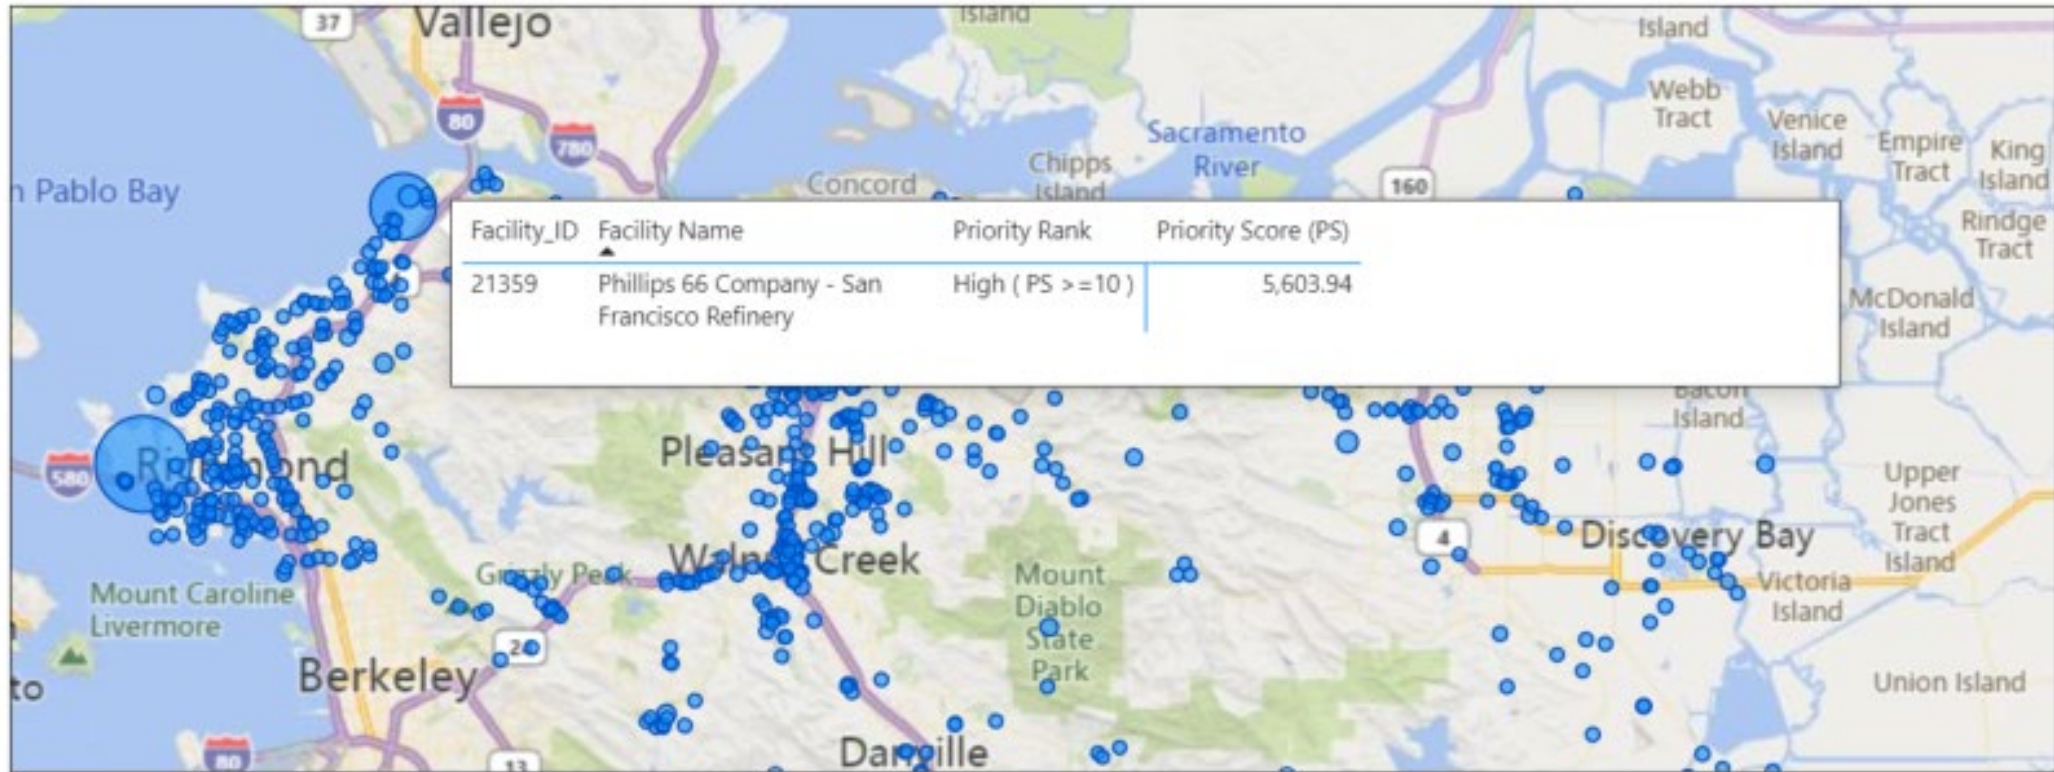 37
Vallejo
Island
Island
80
780
Webb
Tract
Venice
Island
Empire
Tract
King
Island
Sacramento
River
Chipps
Island
Concord
160
n Pablo Bay
Rindge
Tract
Facility_ID Facility Name Priority Rank Priority Score (PS)
21359 Phillips 66 Company - San High ( PS >=10 ) 5,603.94
Francisco Refinery
McDonald
Island
Bacon
Island
Pleasant Hill
Richmond
580
Upper
Jones
Tract
Island
Discovery Bay
4
Walnut Creek
Grizzly Peak
Mount
Diablo
State
Park
Victoria
Island
Mount Caroline
Livermore
24
Berkeley
to
Union Island
Danville
80
13